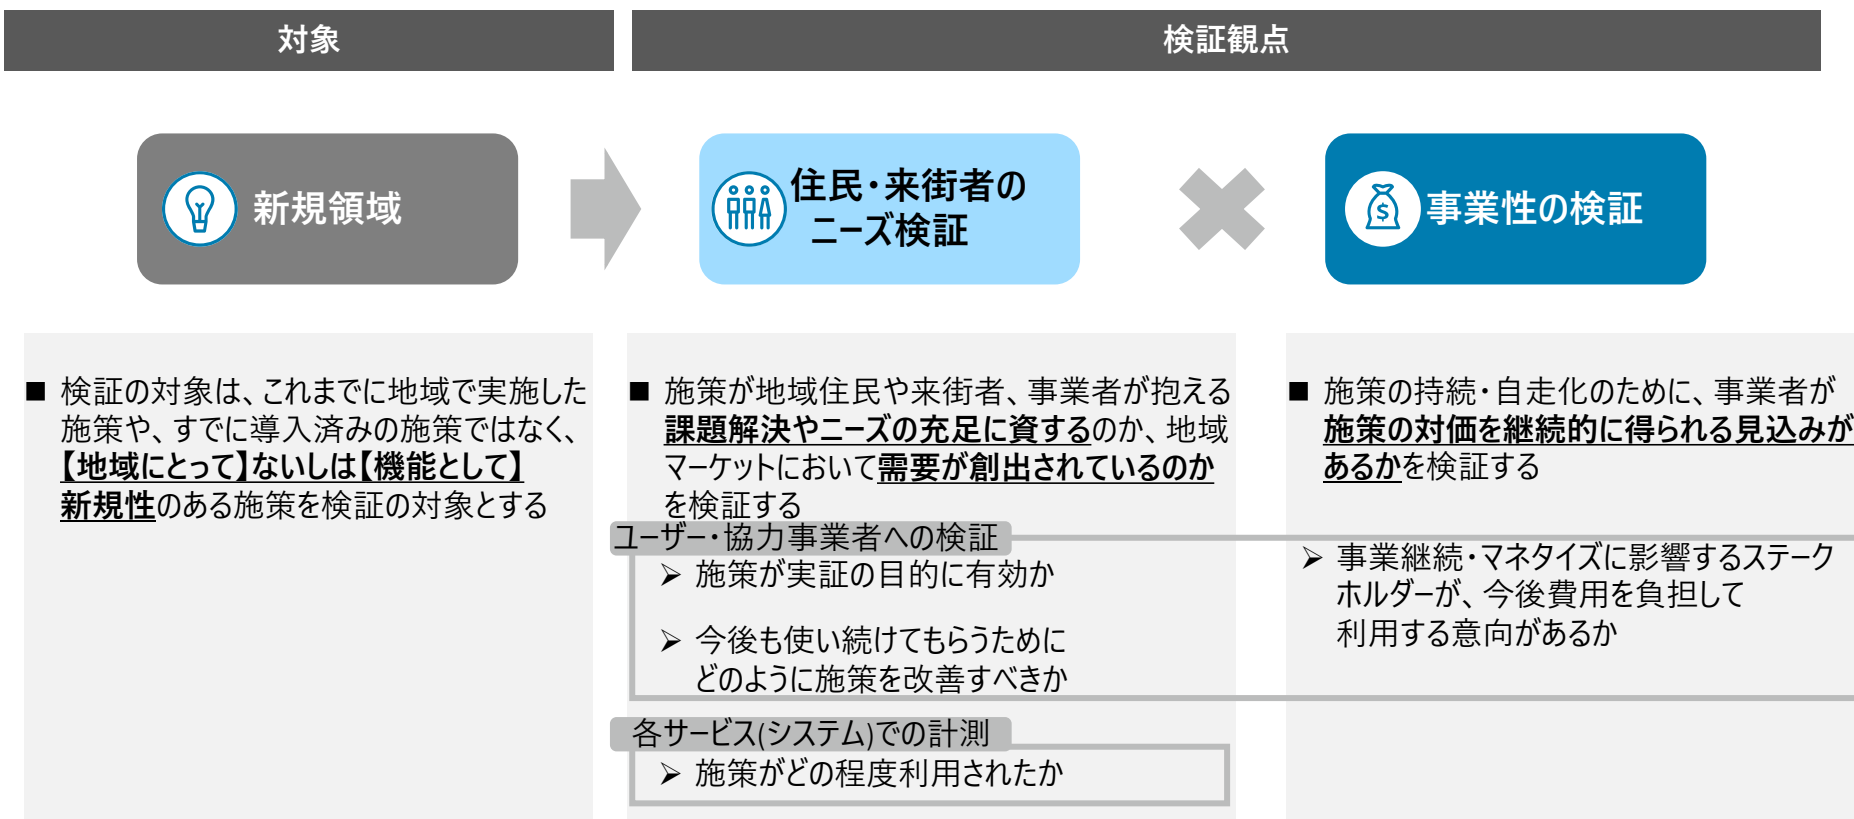 対象
検証観点
新規領域
住民・来街者の
ニーズ検証
事業性の検証
■ 検証の対象は、これまでに地域で実施した
施策や、すでに導入済みの施策ではなく、
【地域にとって】ないしは【機能として】
新規性のある施策を検証の対象とする
■ 施策が地域住民や来街者、事業者が抱える
課題解決やニーズの充足に資するのか、地域
マーケットにおいて需要が創出されているのか
を検証する
ユーザー・協力事業者への検証
➢ 施策が実証の目的に有効か
➢ 今後も使い続けてもらうために
どのように施策を改善すべきか
各サービス(システム)での計測
➢ 施策がどの程度利用されたか
■ 施策の持続・自走化のために、事業者が
施策の対価を継続的に得られる見込みが
あるかを検証する
➢ 事業継続・マネタイズに影響するステーク
ホルダーが、今後費用を負担して
利用する意向があるか